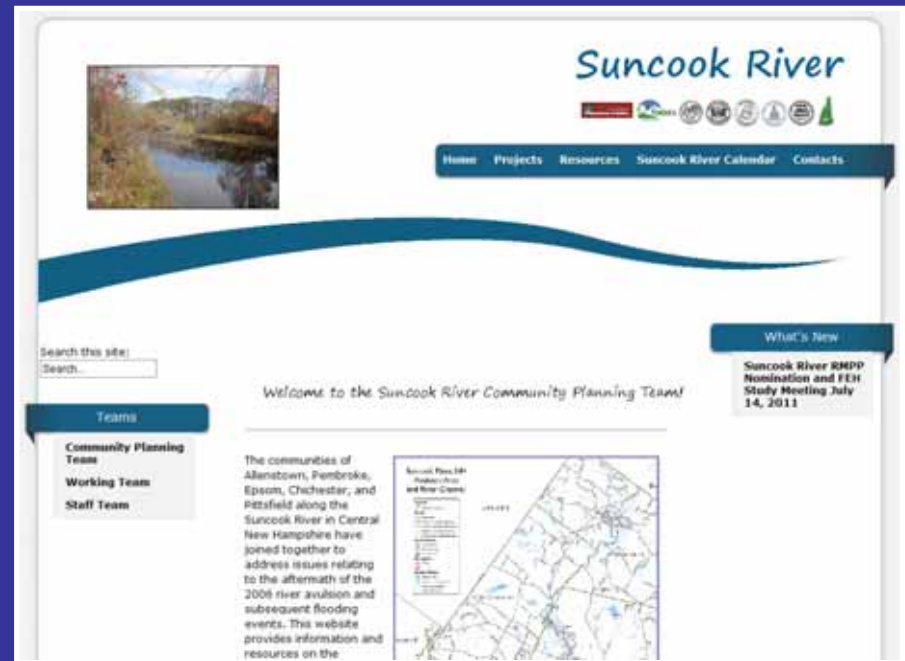 Suncook River
Home Projects Resources Suncook River Calendar Contacts
What's New
Suncook River RMPP
Nomination and FEH
Study Meeting July
14, 2011
Search this site:
Search...
Welcome to the Suncook River Community Planning Team!
Teams
Community Planning
Team
Working Team
Staff Team
The communities of
Allenstown, Pembroke,
Epsom, Chichester, and
Pittsfield along the
Suncook River in Central
New Hampshire have
joined together to
address issues relating
to the aftermath of the
2006 river avulsion and
subsequent flooding
events. This website
provides information and
resources on the